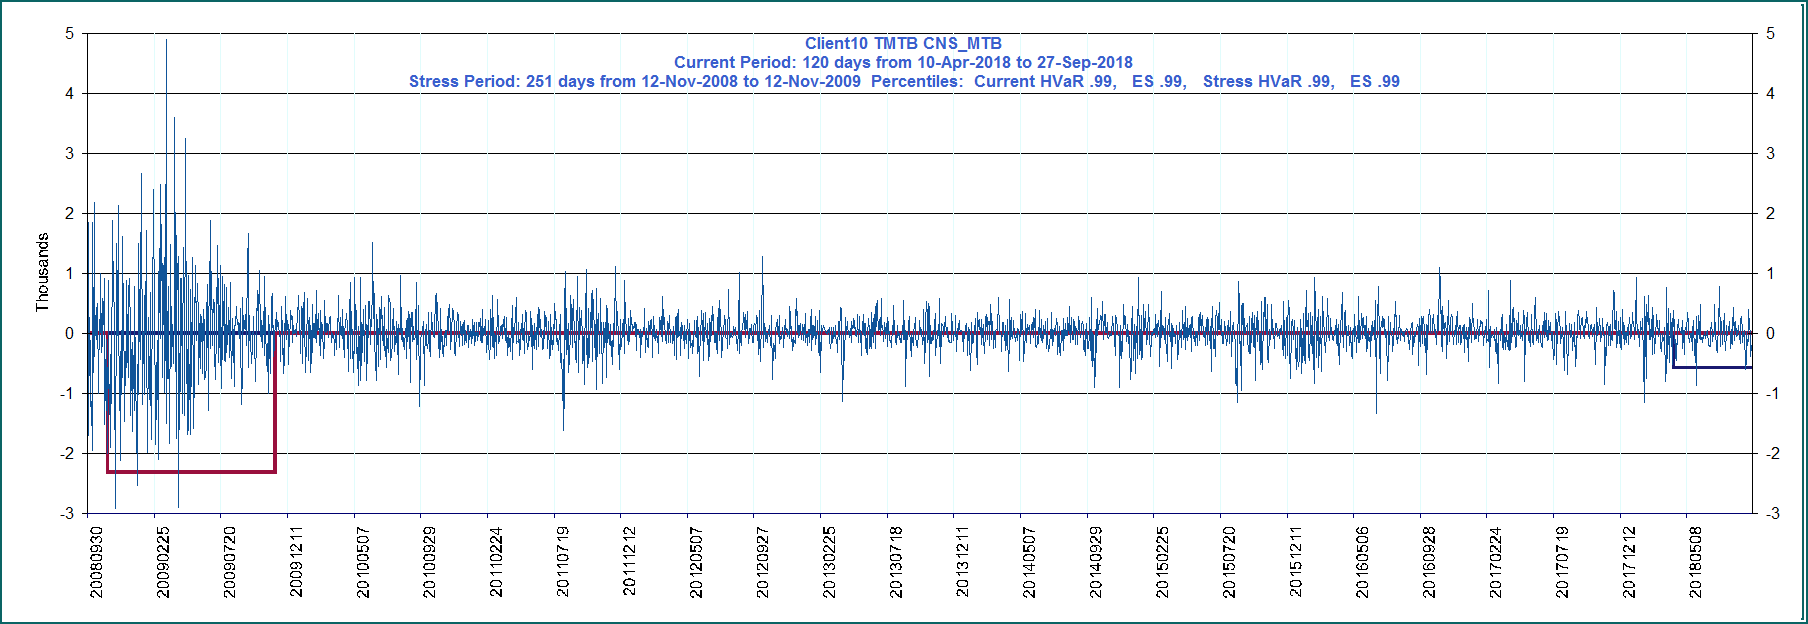 Client10 TMTB CNS_MTB
Current Period: 120 days from 10-Apr-2018 to 27-Sep-2018
Stress Period: 251 days from 12-Nov-2008 to 12-Nov-2009  Percentiles:  Current HVaR .99,   ES .99,   Stress HVaR .99,   ES .99
Thousands
5 5
4 4
3 3
2 2
1 1
0 0
-1 -1
-2 -2
-3 -3
20080930 20090225 20090720 20091211 20100507 20100929 20110224 20110719 20111212 20120507 20120927 20130225 20130718 20131211 20140507 20140929 20150225 20150720 20151211 20160506 20160928 20170224 20170719 20171212 20180508